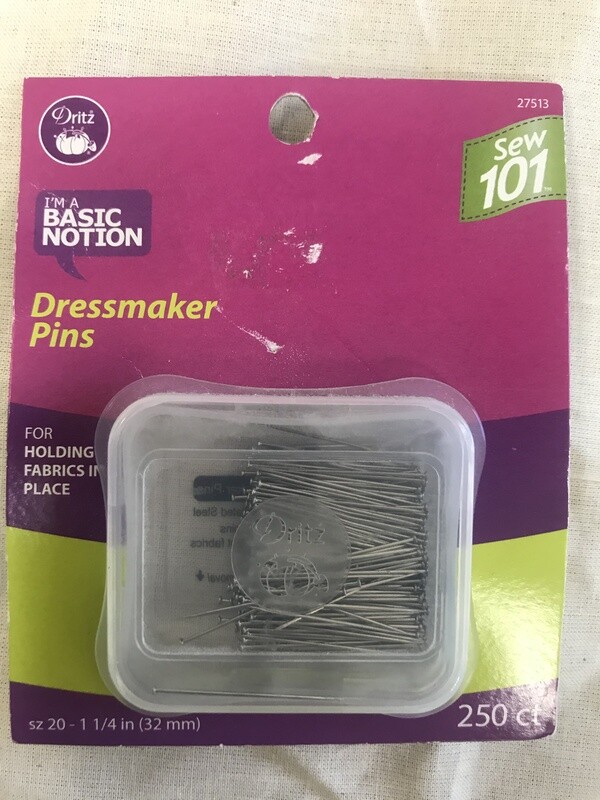 27513
Dritz
Sew
101™
I'M A
BASIC
NOTION
Dressmaker
Pins
FOR
HOLDING
FABRICS IN
PLACE
Dritz
sz 20 - 1 1/4 in (32 mm)
250 ct